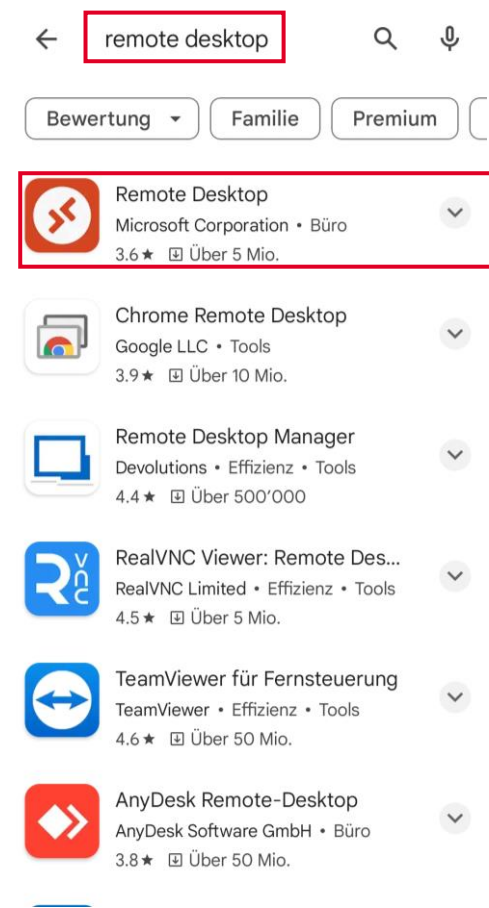 remote desktop
Bewertung Familie Premium
Remote Desktop
Microsoft Corporation • Büro
3.6★ Über 5 Mio.
Chrome Remote Desktop
Google LLC • Tools
3.9★ Über 10 Mio.
Remote Desktop Manager
Devolutions • Effizienz • Tools
4.4★ Über 500’000
RealVNC Viewer: Remote Des...
RealVNC Limited • Effizienz • Tools
4.5★ Über 5 Mio.
TeamViewer für Fernsteuerung
TeamViewer • Effizienz • Tools
4.6★ Über 50 Mio.
AnyDesk Remote-Desktop
AnyDesk Software GmbH • Büro
3.8★ Über 50 Mio.